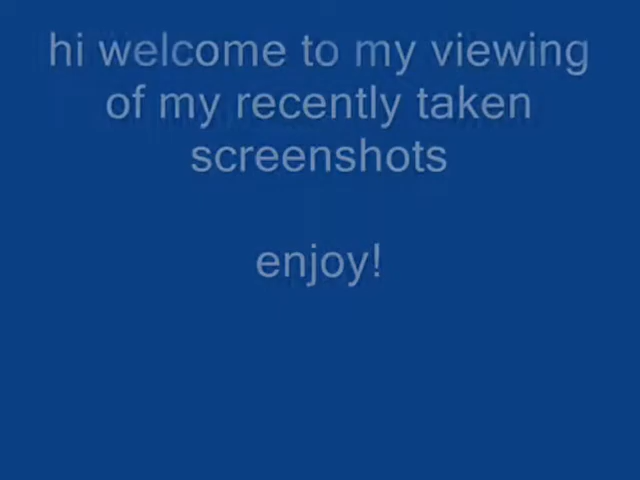 hi welcome to my viewing
of my recently taken
screenshots
enjoy!